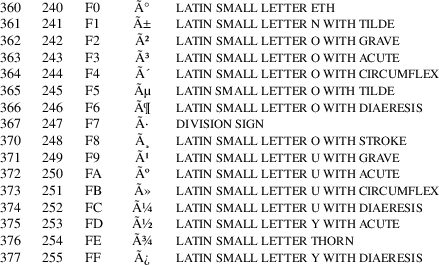 360 240 F0 Ã° LATIN SMALL LETTER ETH
361 241 F1 Ã± LATIN SMALL LETTER N WITH TILDE
362 242 F2 Ã² LATIN SMALL LETTER O WITH GRAVE
363 243 F3 Ã³ LATIN SMALL LETTER O WITH ACUTE
364 244 F4 Ã´ LATIN SMALL LETTER O WITH CIRCUMFLEX
365 245 F5 Ãµ LATIN SMALL LETTER O WITH TILDE
366 246 F6 Ã¶ LATIN SMALL LETTER O WITH DIAERESIS
367 247 F7 Ã· DIVISION SIGN
370 248 F8 Ã¸ LATIN SMALL LETTER O WITH STROKE
371 249 F9 Ã¹ LATIN SMALL LETTER U WITH GRAVE
372 250 FA Ãº LATIN SMALL LETTER U WITH ACUTE
373 251 FB Ã» LATIN SMALL LETTER U WITH CIRCUMFLEX
374 252 FC Ã¼ LATIN SMALL LETTER U WITH DIAERESIS
375 253 FD Ã½ LATIN SMALL LETTER Y WITH ACUTE
376 254 FE Ã¾ LATIN SMALL LETTER THORN
377 255 FF Ã¿ LATIN SMALL LETTER Y WITH DIAERESIS